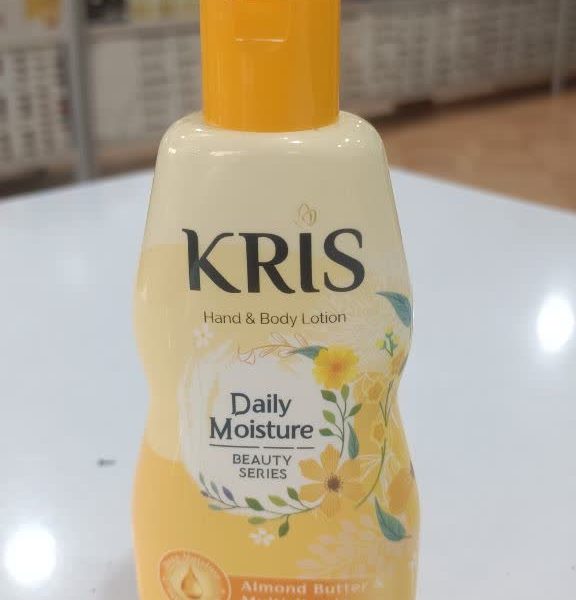 KRIS
Hand & Body Lotion
Daily
Moisture
BEAUTY
SERIES
Almond Butter &